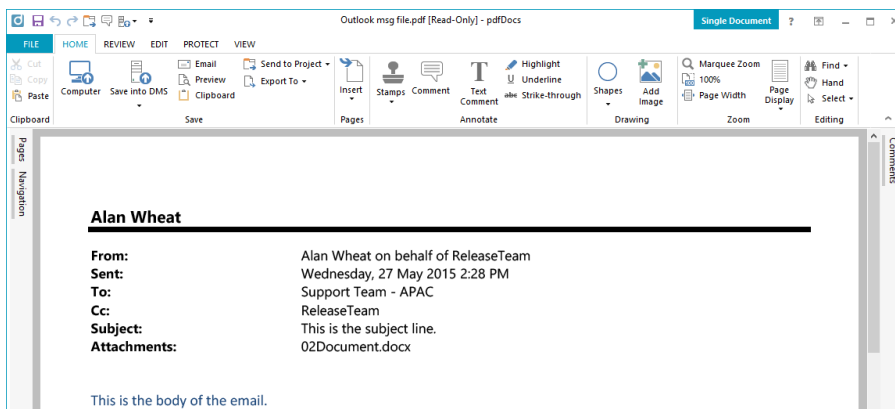 Outlook msg file.pdf [Read-Only] - pdfDocs
Single Document
?
FILE HOME REVIEW EDIT PROTECT VIEW
Cut
Copy
Paste
Clipboard
Computer
Save into DMS
Email
Preview
Clipboard
Send to Project
Export To
Save
Insert
Pages
Stamps
Comment
T
Text
Comment
Highlight
U Underline
abc Strike-through
Annotate
Shapes
Add
Image
Drawing
Marquee Zoom
100%
Page Width
Page
Display
Zoom
Find
Hand
Select
Editing
Pages
Navigation
Comments
Alan Wheat
From: Alan Wheat on behalf of ReleaseTeam
Sent: Wednesday, 27 May 2015 2:28 PM
To: Support Team - APAC
Cc: ReleaseTeam
Subject: This is the subject line.
Attachments: 02Document.docx
This is the body of the email.